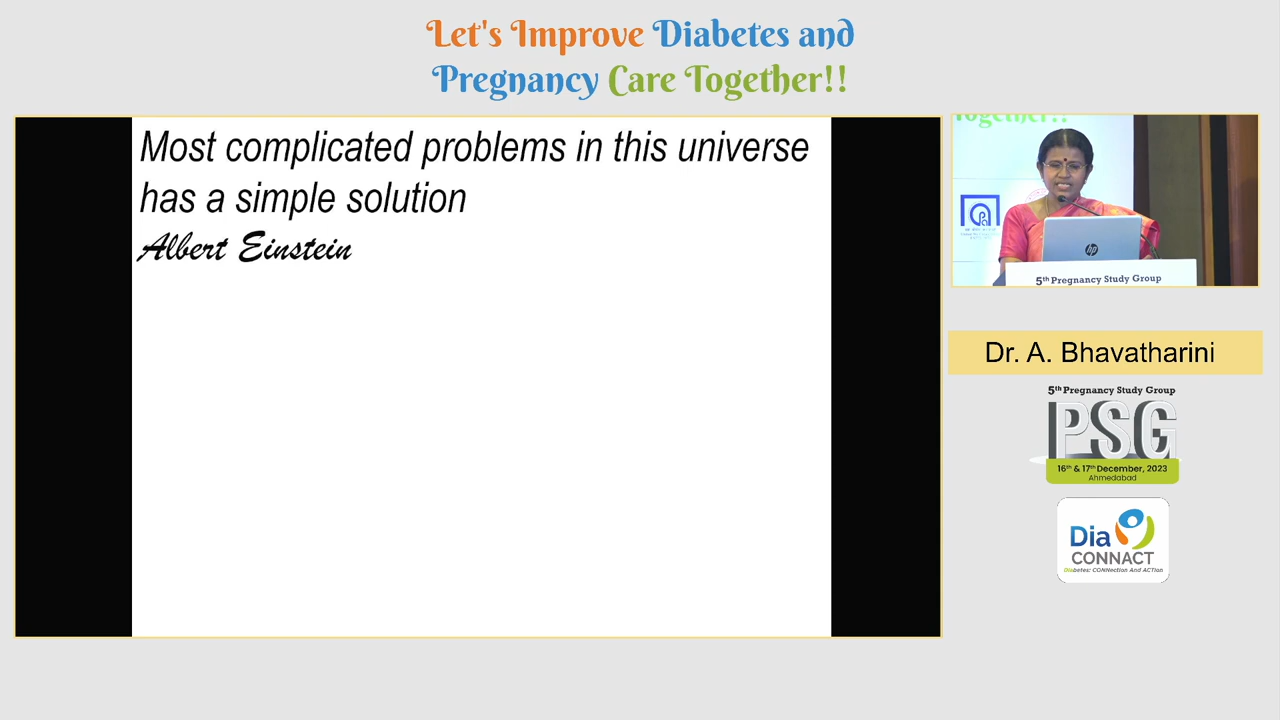 Let's Improve Diabetes and
Pregnancy Care Together!!
Most complicated problems in this universe
has a simple solution
Albert Einstein
Together!!
hp
5th Pregnancy Study Group
Dr. A. Bhavatharini
5th Pregnancy Study Group
PSG
16th & 17th December, 2023
Ahmedabad
Dia
CONNACT
Diabetes: CONNection And ACTion